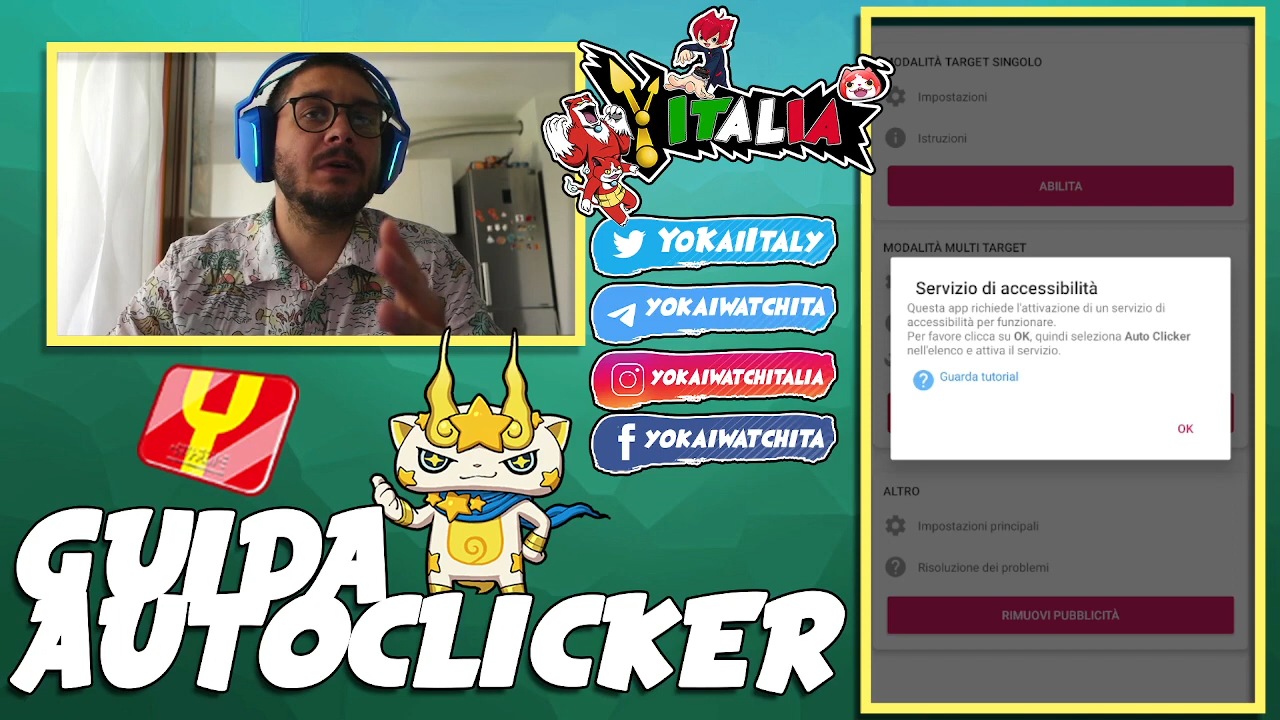 ITALIA
YOKAIITALY
YOKAIWATCHITA
YOKAIWATCHITALIA
YOKAIWATCHITA
GUIDA
AUTOCLICKER
MODALITÀ TARGET SINGOLO
Impostazioni
Istruzioni
ABILITA
MODALITÀ MULTI TARGET
Servizio di accessibilità
Questa app richiede l'attivazione di un servizio di
accessibilità per funzionare.
Per favore clicca su OK, quindi seleziona Auto Clicker
nell'elenco e attiva il servizio.
Guarda tutorial
OK
ALTRO
Impostazioni principali
Risoluzione dei problemi
RIMUOVI PUBBLICITÀ